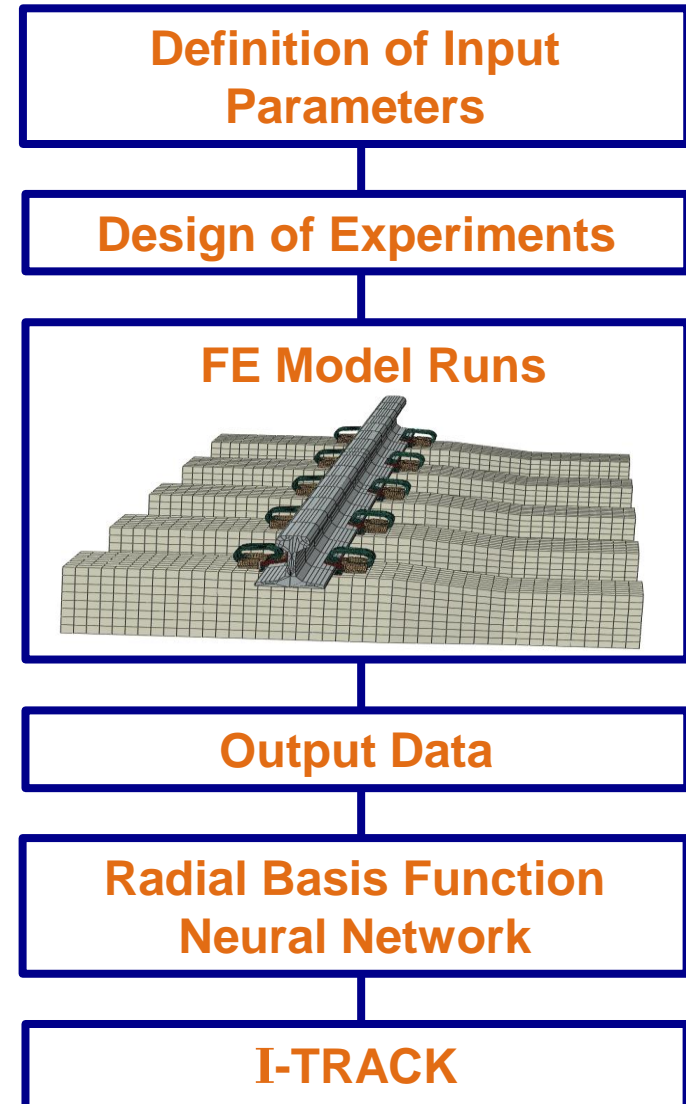 Definition of Input
Parameters
Design of Experiments
FE Model Runs
Output Data
Radial Basis Function
Neural Network
I-TRACK